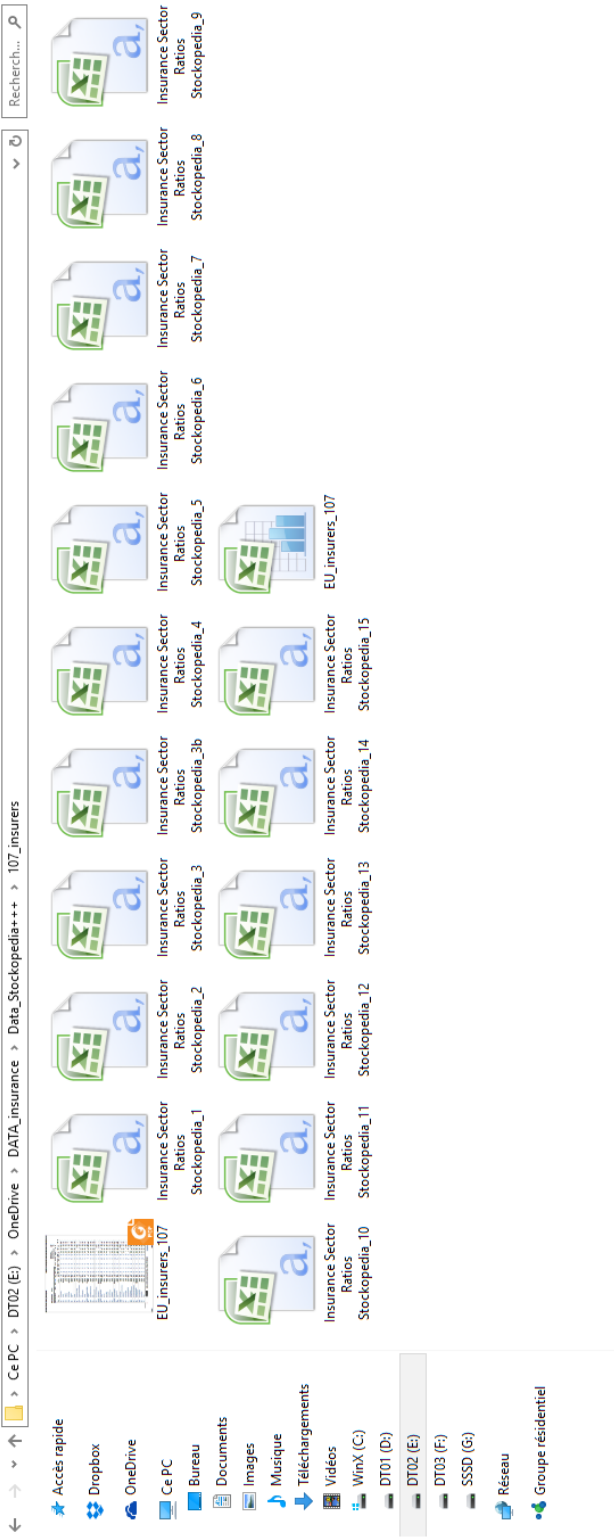 Ce PC > DT02 (E:) > OneDrive > DATA_insurance > Data_Stockopedia+++ > 107_insurers
Recherch...
Accès rapide
Dropbox
OneDrive
Ce PC
Bureau
Documents
Images
Musique
Téléchargements
Vidéos
WinX (C:)
DT01 (D:)
DT02 (E:)
DT03 (F:)
SSSD (G:)
Réseau
Groupe résidentiel
EU_insurers_107
Insurance Sector
Ratios
Stockopedia_1
Insurance Sector
Ratios
Stockopedia_2
Insurance Sector
Ratios
Stockopedia_3
Insurance Sector
Ratios
Stockopedia_3b
Insurance Sector
Ratios
Stockopedia_4
Insurance Sector
Ratios
Stockopedia_5
Insurance Sector
Ratios
Stockopedia_6
Insurance Sector
Ratios
Stockopedia_7
Insurance Sector
Ratios
Stockopedia_8
Insurance Sector
Ratios
Stockopedia_9
Insurance Sector
Ratios
Stockopedia_10
Insurance Sector
Ratios
Stockopedia_11
Insurance Sector
Ratios
Stockopedia_12
Insurance Sector
Ratios
Stockopedia_13
Insurance Sector
Ratios
Stockopedia_14
Insurance Sector
Ratios
Stockopedia_15
EU_insurers_107